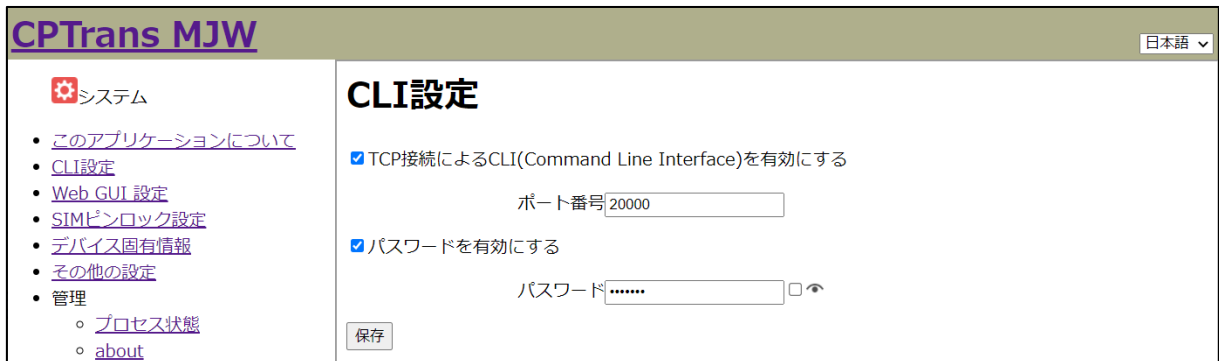 CPTrans MJW
日本語
システム
このアプリケーションについて
CLI設定
Web GUI 設定
SIMピンロック設定
デバイス固有情報
その他の設定
管理
プロセス状態
about
CLI設定
TCP接続によるCLI(Command Line Interface)を有効にする
ポート番号 20000
パスワードを有効にする
パスワード •••••••
保存